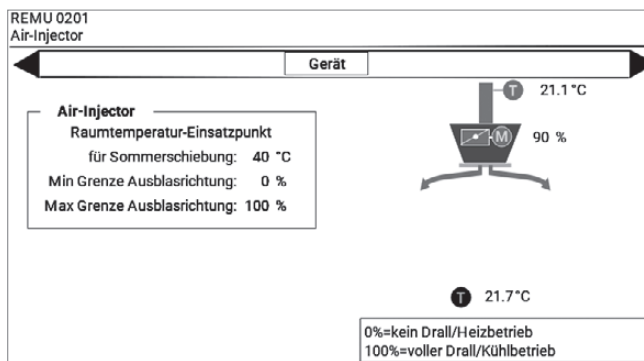 REMU 0201
Air-Injector
Gerät
T 21.1 °C
Air-Injector
Raumtemperatur-Einsatzpunkt
für Sommerschiebung: 40 °C
M 90 %
Min Grenze Ausblasrichtung: 0 %
Max Grenze Ausblasrichtung: 100 %
T 21.7 °C
0%=kein Drall/Heizbetrieb
100%=voller Drall/Kühlbetrieb